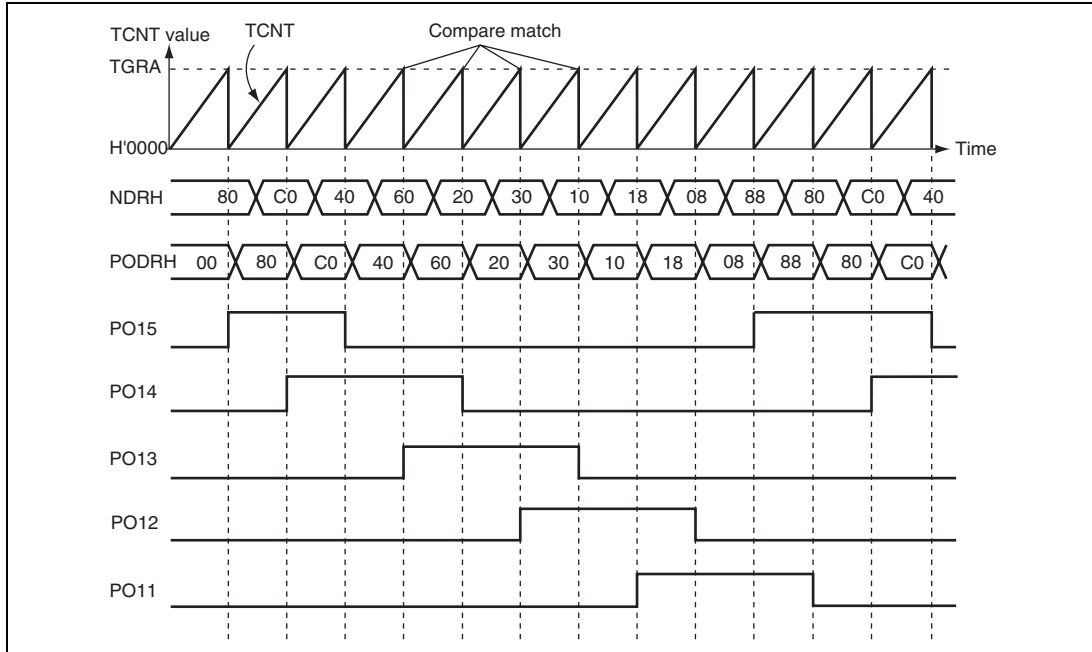 TCNT value TCNT Compare match
TGRA
H'0000 Time
NDRH 80 C0 40 60 20 30 10 18 08 88 80 C0 40
PODRH 00 80 C0 40 60 20 30 10 18 08 88 80 C0
PO15
PO14
PO13
PO12
PO11